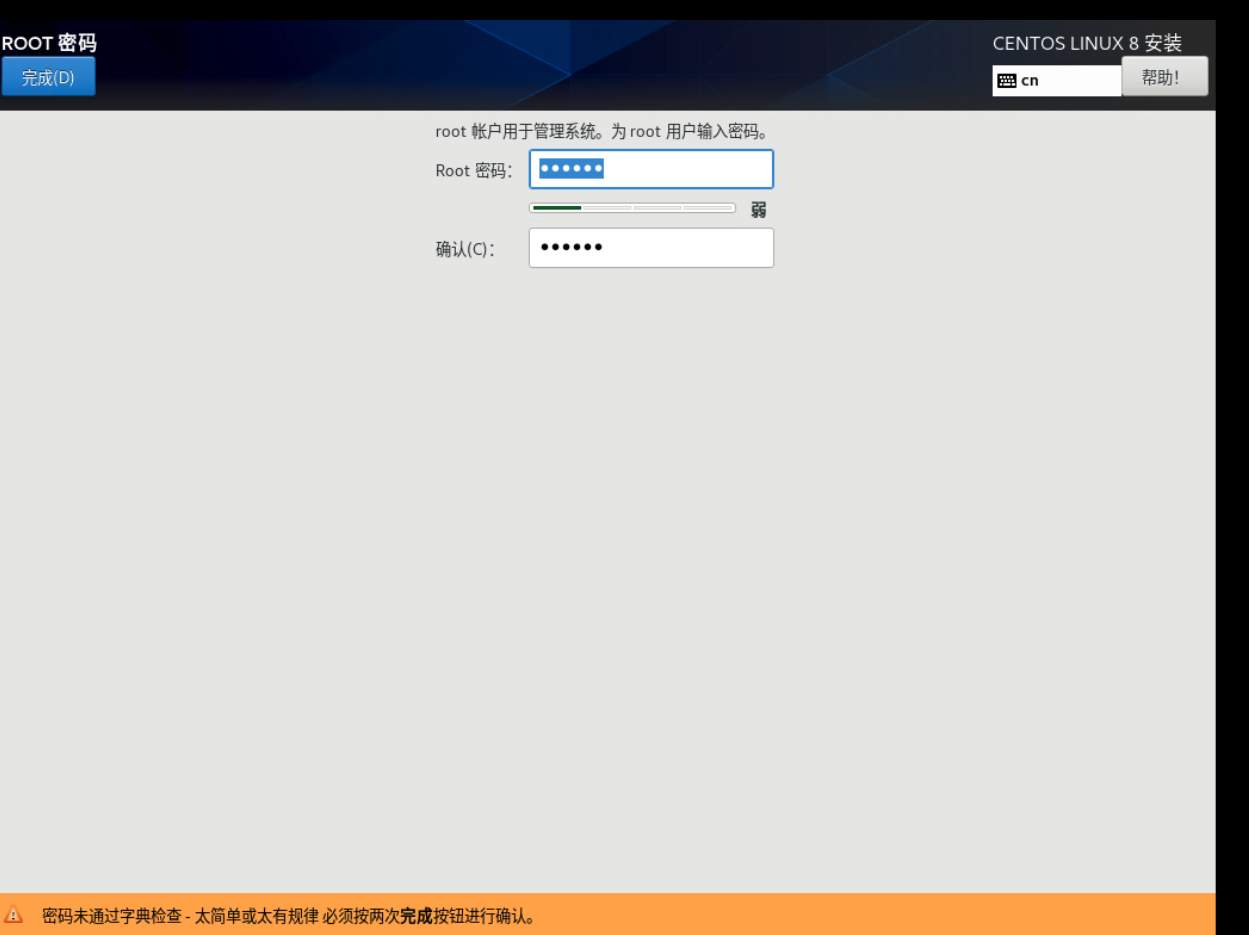 ROOT 密码
CENTOS LINUX 8 安装
完成(D)
cn
帮助!
root 帐户用于管理系统。为 root 用户输入密码。
Root 密码：
••••••
弱
确认(C)：
••••••
密码未通过字典检查 - 太简单或太有规律 必须按两次完成按钮进行确认。